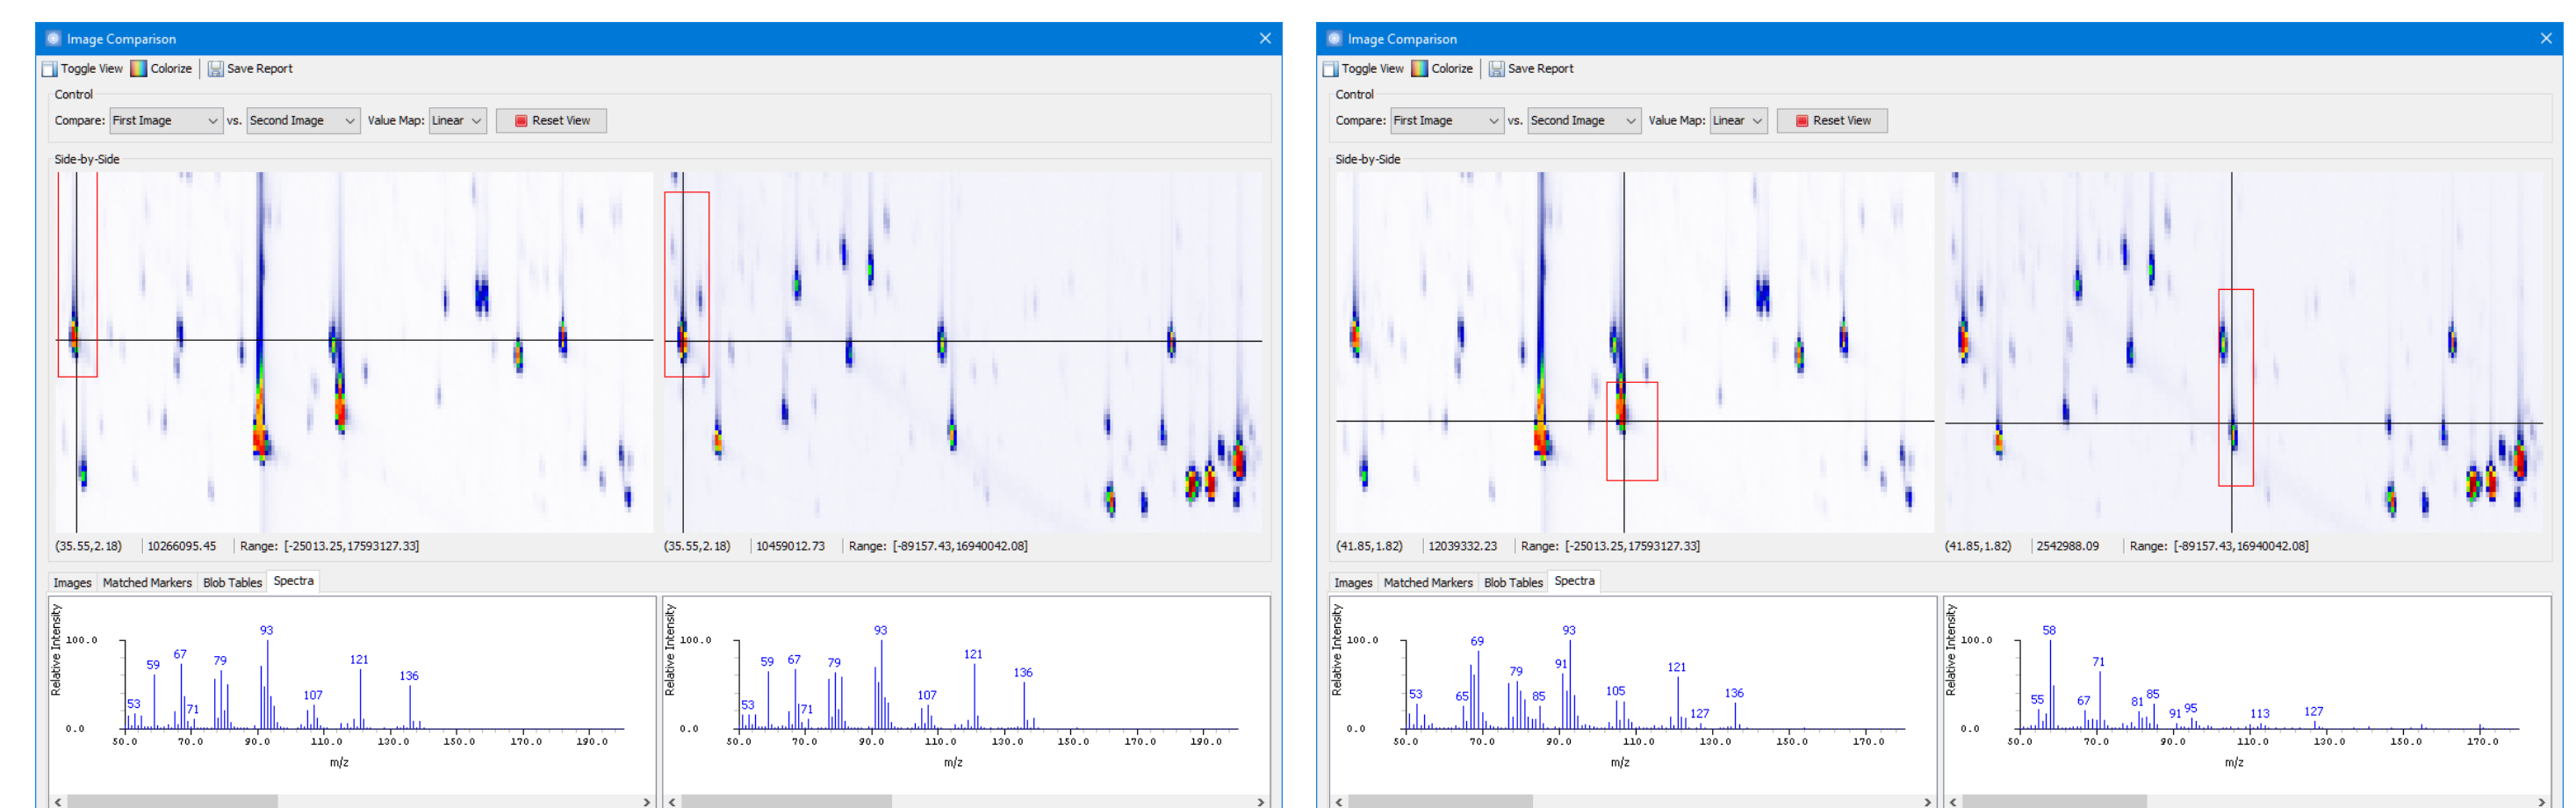 Image Comparison
Toggle View Colorize Save Report
Control
Compare: First Image vs. Second Image Value Map: Linear Reset View
Side-by-Side
(35.55,2.18) 10266095.45 Range: [-25013.25,17593127.33]
(35.55,2.18) 10459012.73 Range: [-89157.43,16940042.08]
Images Matched Markers Blob Tables Spectra
Relative Intensity
100.0
0.0
53 59 67 71 79 93 107 121 136
50.0 70.0 90.0 110.0 130.0 150.0 170.0 190.0
m/z
Relative Intensity
100.0
0.0
53 59 67 71 79 93 107 121 136
50.0 70.0 90.0 110.0 130.0 150.0 170.0 190.0
m/z
Image Comparison
Toggle View Colorize Save Report
Control
Compare: First Image vs. Second Image Value Map: Linear Reset View
Side-by-Side
(41.85,1.82) 12039332.23 Range: [-25013.25,17593127.33]
(41.85,1.82) 2542988.09 Range: [-89157.43,16940042.08]
Images Matched Markers Blob Tables Spectra
Relative Intensity
100.0
0.0
53 65 69 79 85 91 93 105 121 127 136
50.0 70.0 90.0 110.0 130.0 150.0 170.0
m/z
Relative Intensity
100.0
0.0
55 58 67 71 81 85 91 95 113 127
50.0 70.0 90.0 110.0 130.0 150.0 170.0
m/z